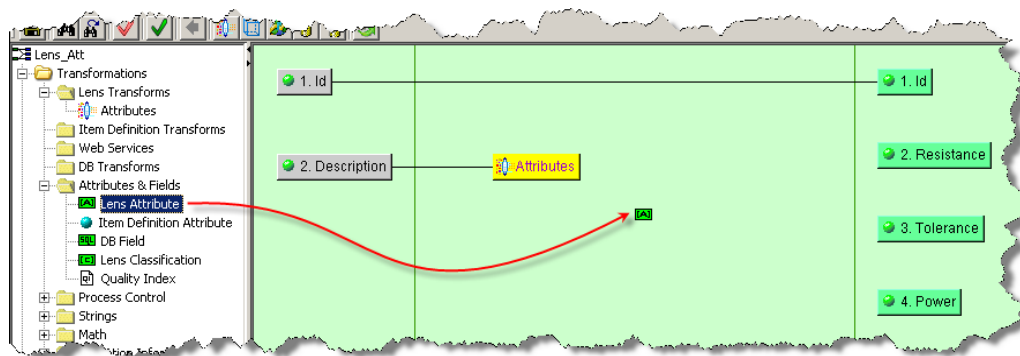 Lens_Att
Transformations
Lens Transforms
Attributes
Item Definition Transforms
Web Services
DB Transforms
Attributes & Fields
[A] Lens Attribute
Item Definition Attribute
SQL DB Field
[C] Lens Classification
QI Quality Index
Process Control
Strings
Math
1. Id
2. Description
Attributes
[A]
1. Id
2. Resistance
3. Tolerance
4. Power